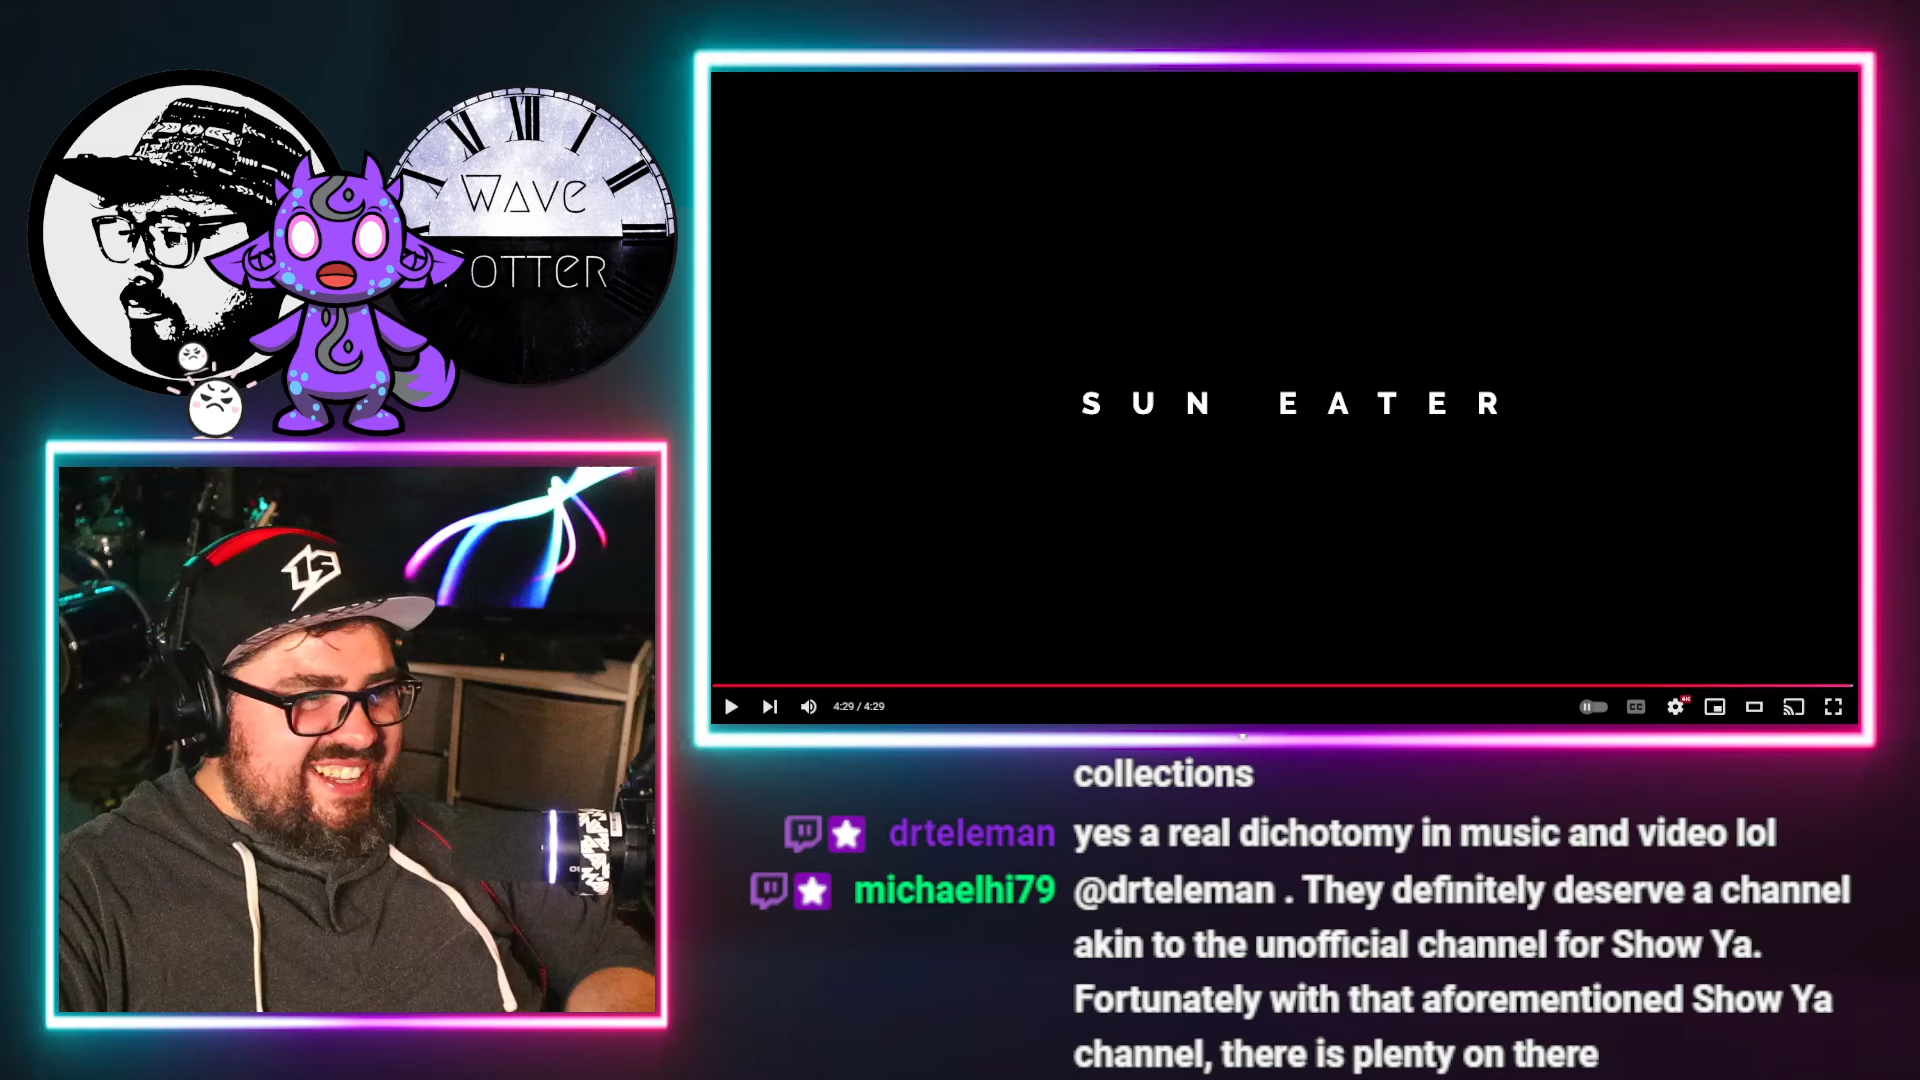 WAVE
OTTER
SUN EATER
4:29 / 4:29
CC
collections
drteleman yes a real dichotomy in music and video lol
michaelhi79 @drteleman . They definitely deserve a channel
akin to the unofficial channel for Show Ya.
Fortunately with that aforementioned Show Ya
channel, there is plenty on there